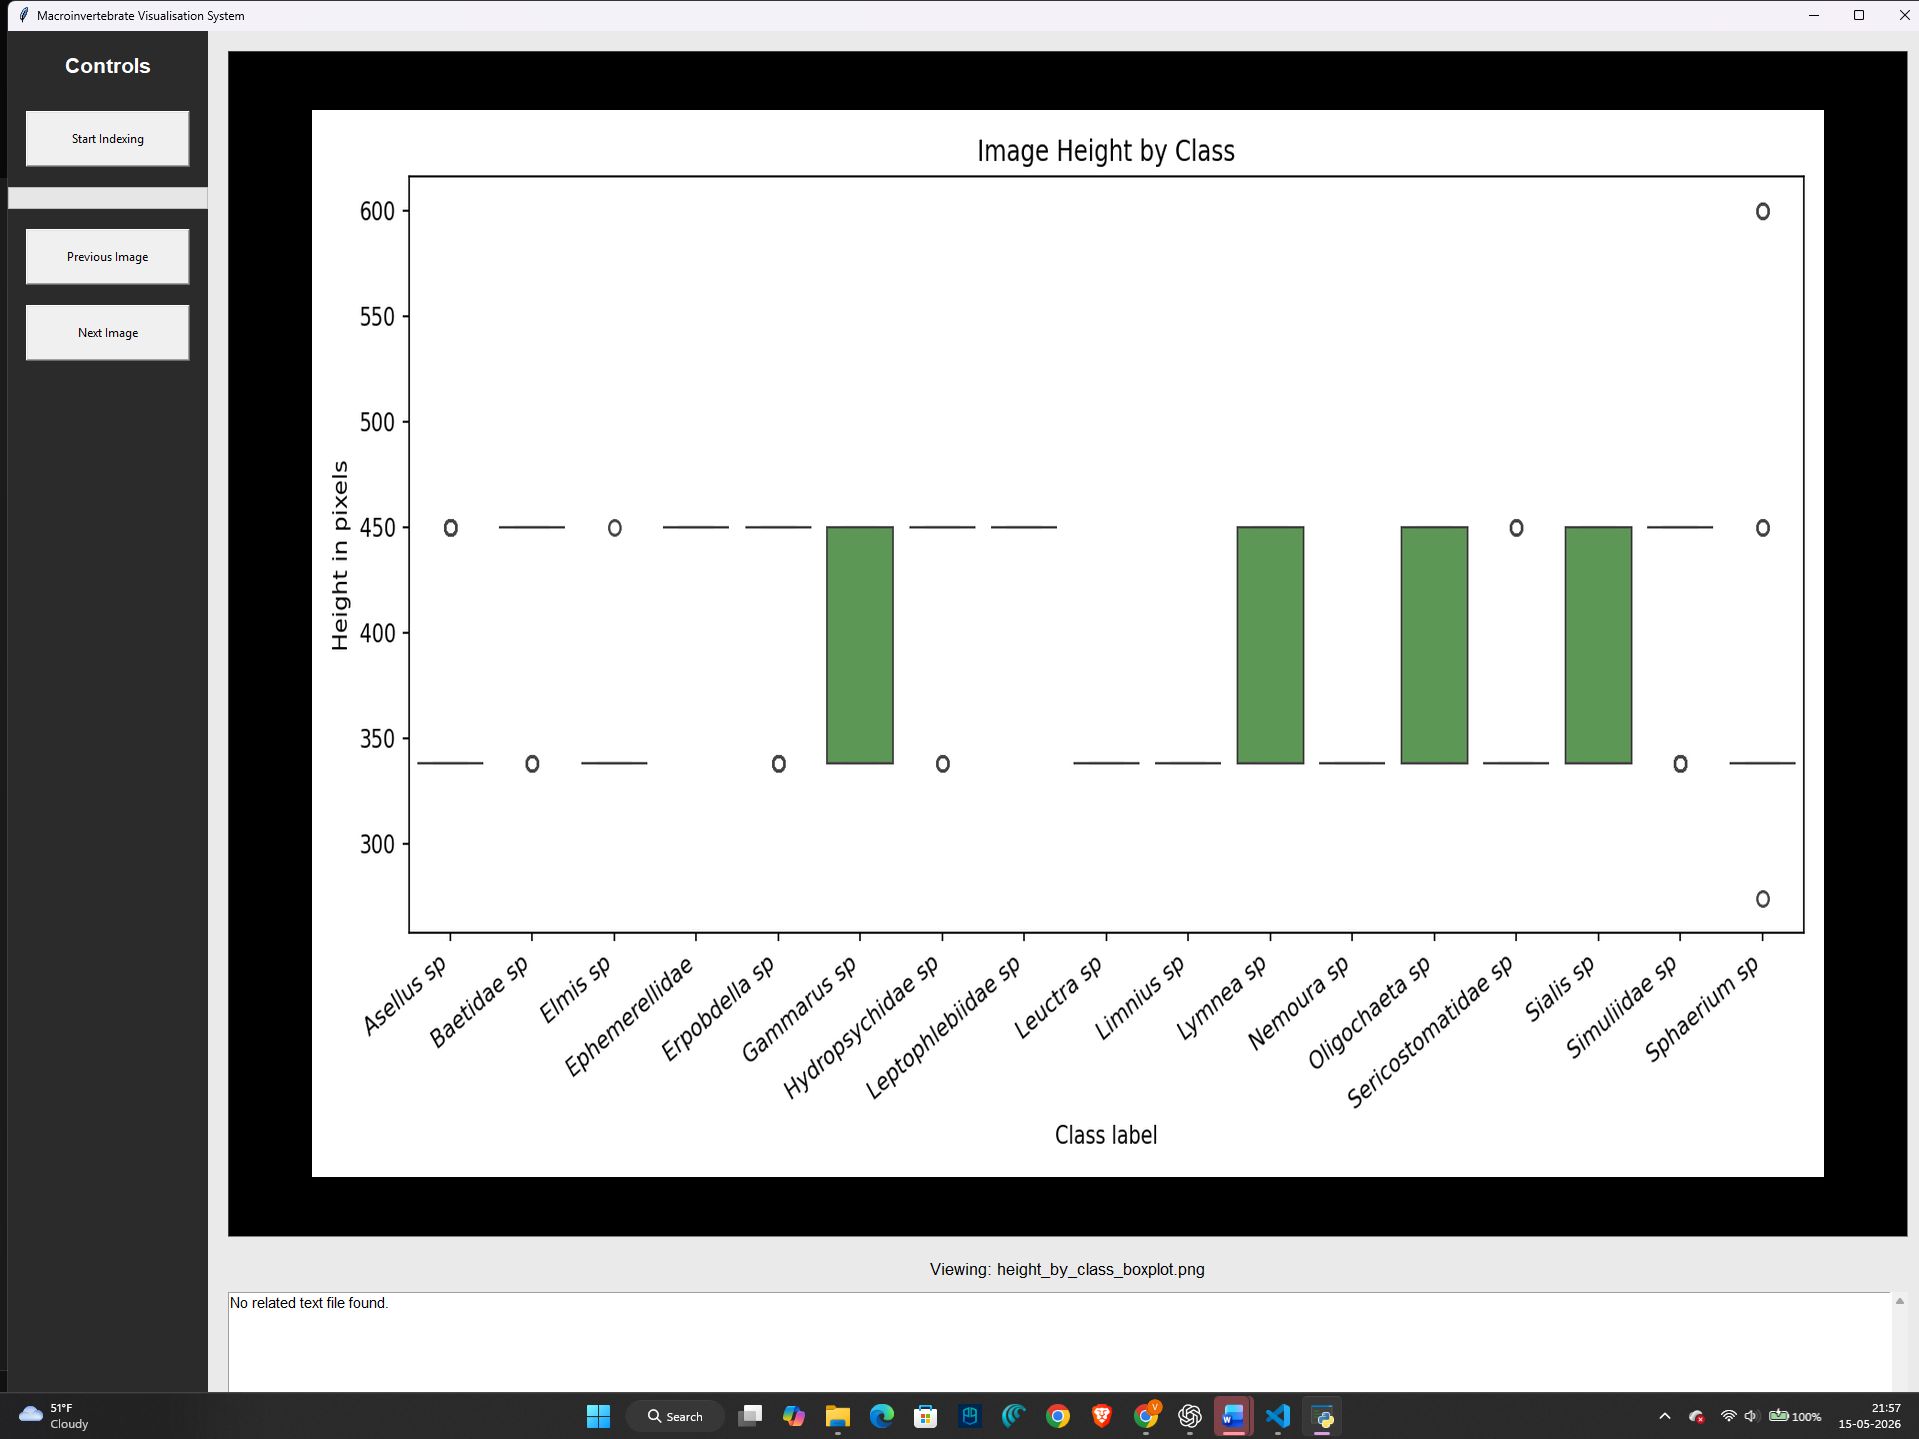 Macroinvertebrate Visualisation System
Controls
Start Indexing
Previous Image
Next Image
Image Height by Class
600
550
500
450
400
350
300
Height in pixels
Asellus sp
Baetidae sp
Elmis sp
Ephemerellidae
Erpobdella sp
Gammarus sp
Hydropsychidae sp
Leptophlebiidae sp
Leuctra sp
Limnius sp
Lymnea sp
Nemoura sp
Oligochaeta sp
Sericostomatidae sp
Sialis sp
Simuliidae sp
Sphaerium sp
Class label
Viewing: height_by_class_boxplot.png
No related text file found.
51°F
Cloudy
Search
V
W
100%
21:57
15-05-2026